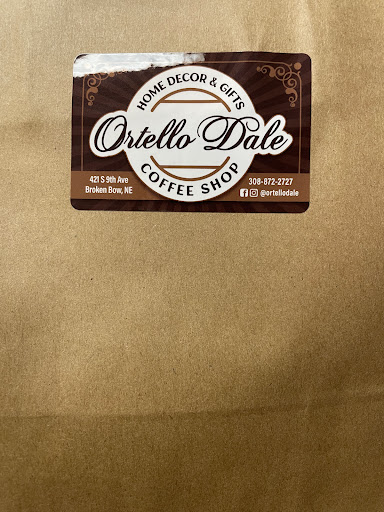 HOME DECOR & GIFTS
Ortello Dale
COFFEE SHOP
421 S 9th Ave
Broken Bow, NE
308-872-2727
@ortellodale